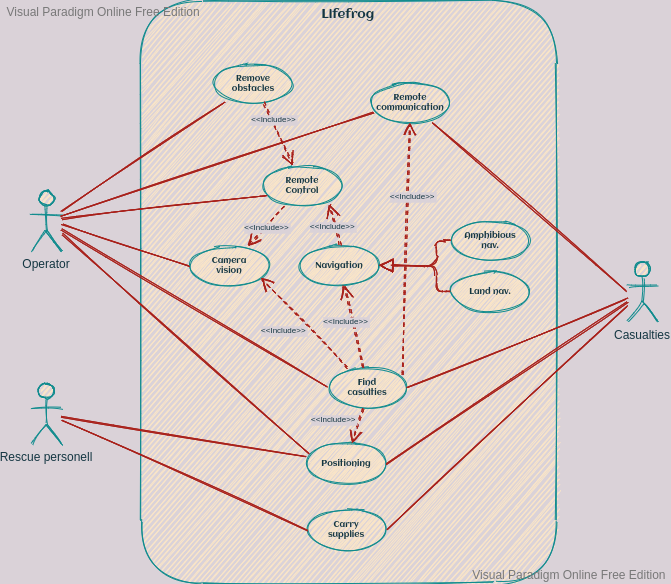 Visual Paradigm Online Free Edition
Lifefrog
Remove
obstacles
Remote
communication
<<Include>>
Remote
Control
<<Include>>
<<Include>>
<<Include>>
Operator
Camera
vision
Navigation
Amphibious
nav.
Land nav.
Casualties
<<Include>>
<<Include>>
Find
casulties
<<Include>>
Rescue personell
Positioning
Carry
supplies
Visual Paradigm Online Free Edition